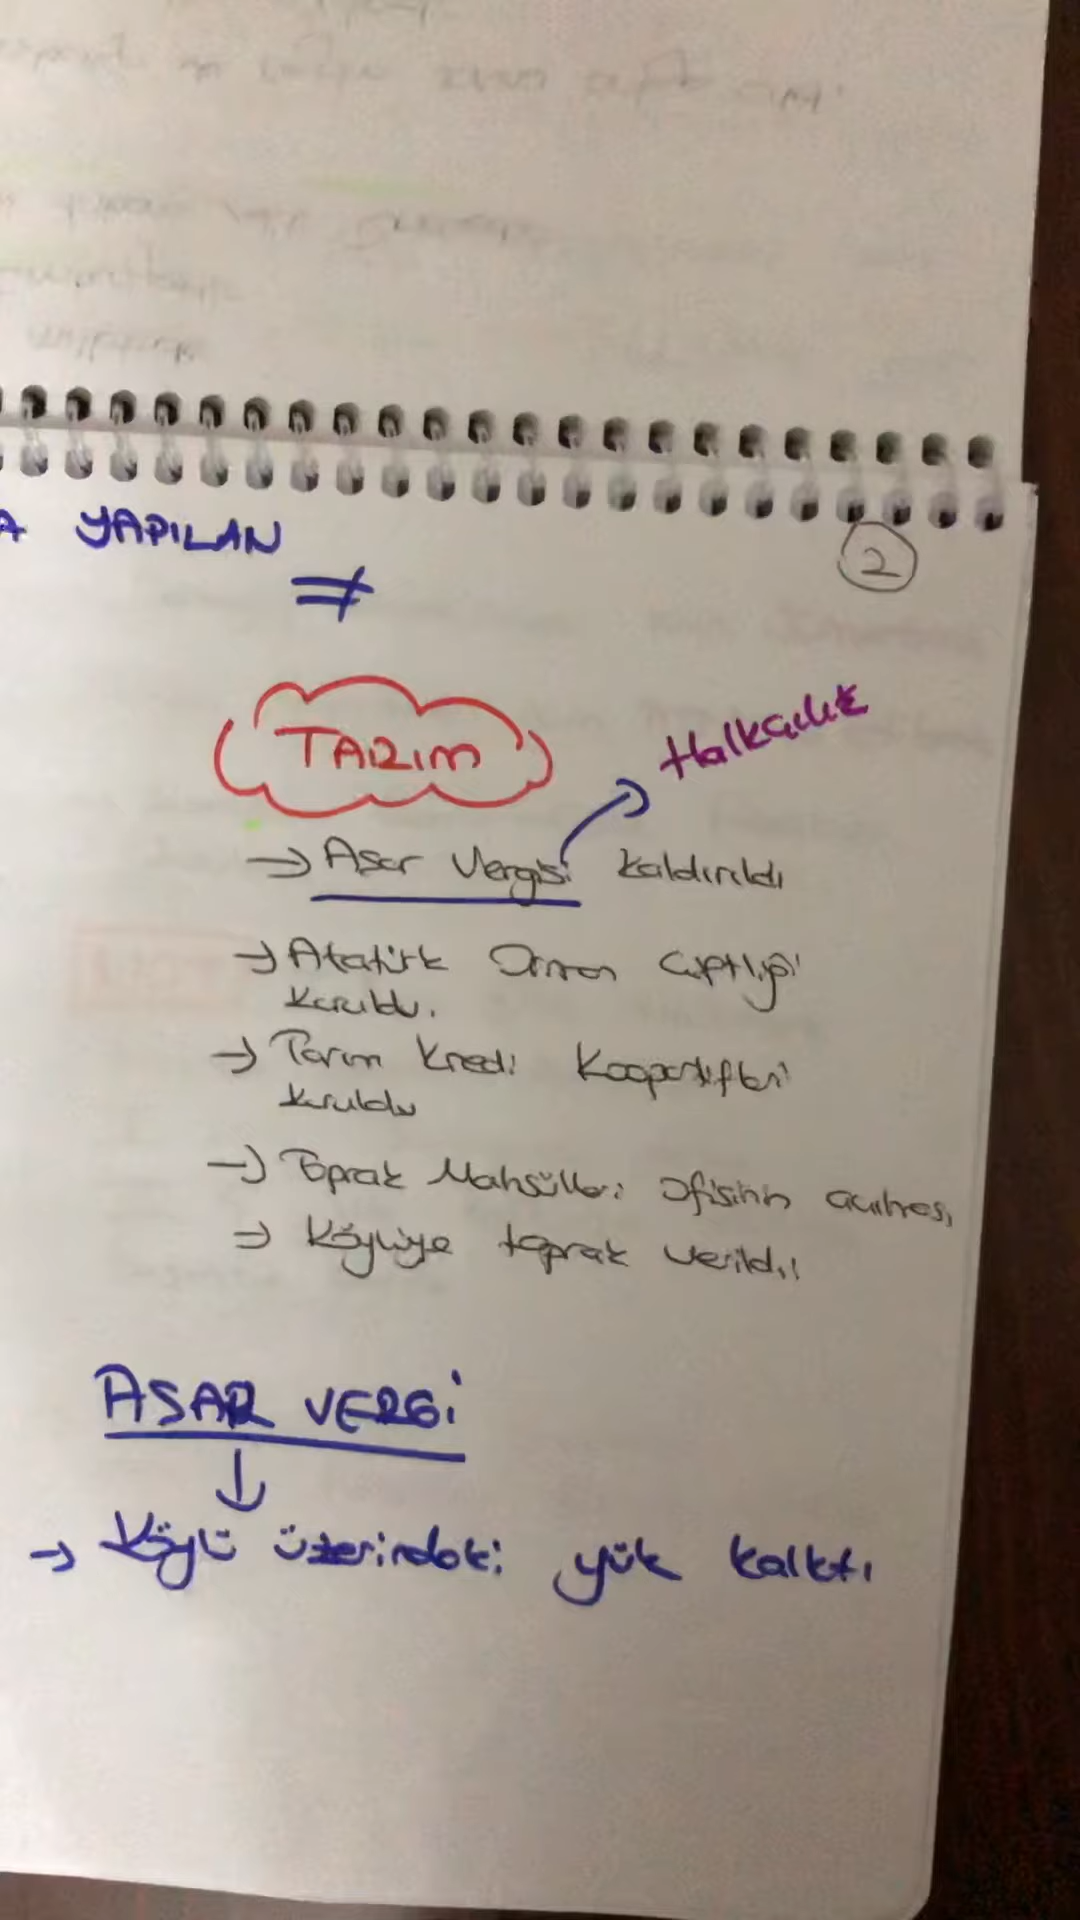 A YAPILAN
2
TARIM
Halkçılık
→ Aşar Vergisi kaldırıldı
→ Atatürk Orman Çiftliği
kuruldu.
→ Tarım Kredi Kooperatifleri
kuruldu
→ Toprak Mahsülleri Ofisinin açılması
→ Köylüye toprak verildi!
ASAR VERGİ
↓
→ Köylü üzerindeki yük kalktı